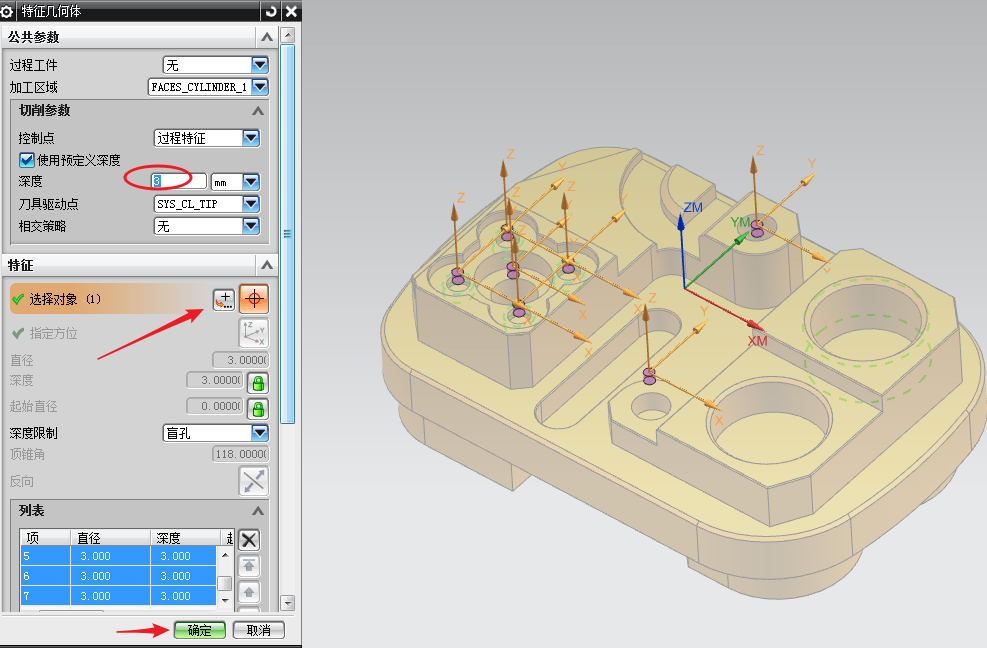 特征几何体
公共参数
过程工件 无
加工区域 FACES_CYLINDER_1
切削参数
控制点 过程特征
使用预定义深度
深度 3 mm
刀具驱动点 SYS_CL_TIP
相交策略 无
特征
选择对象 (1)
指定方位
直径 3.0000
深度 3.0000
起始直径 0.0000
深度限制 盲孔
顶锥角 118.0000
反向
列表
项 直径 深度
5 3.000 3.000
6 3.000 3.000
7 3.000 3.000
确定 取消
Z
Y
Z
Y
Z
Z
Z
Y
Z
ZM
YM
Y
X
X
X
Z
Y
X
XM
X